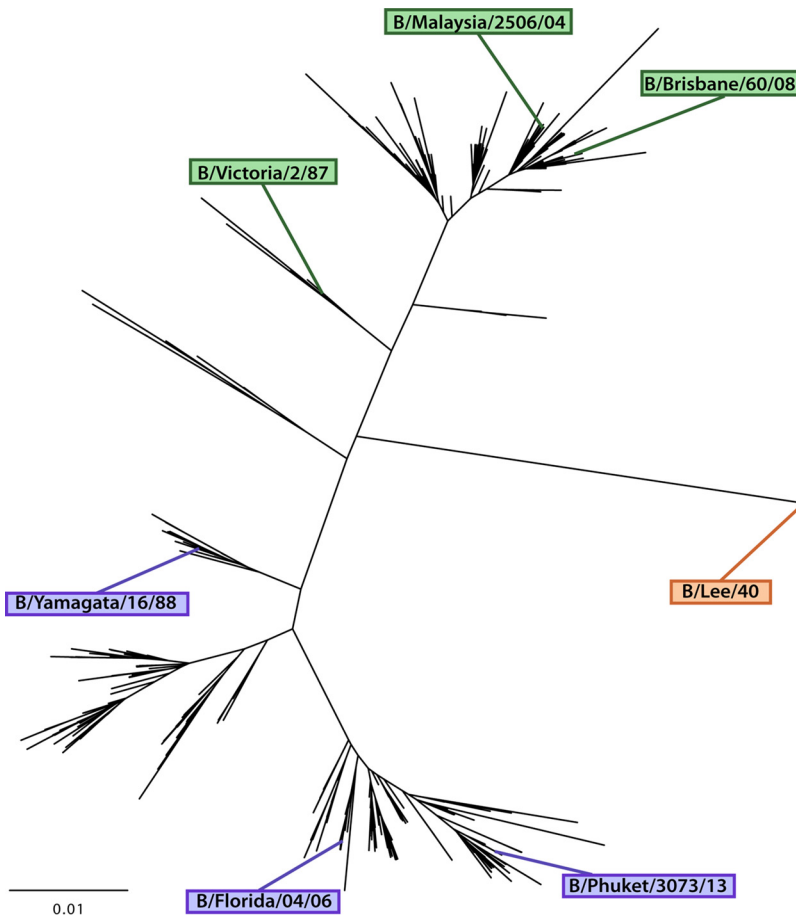 B/Malaysia/2506/04
B/Brisbane/60/08
B/Victoria/2/87
B/Lee/40
B/Yamagata/16/88
B/Phuket/3073/13
B/Florida/04/06
0.01